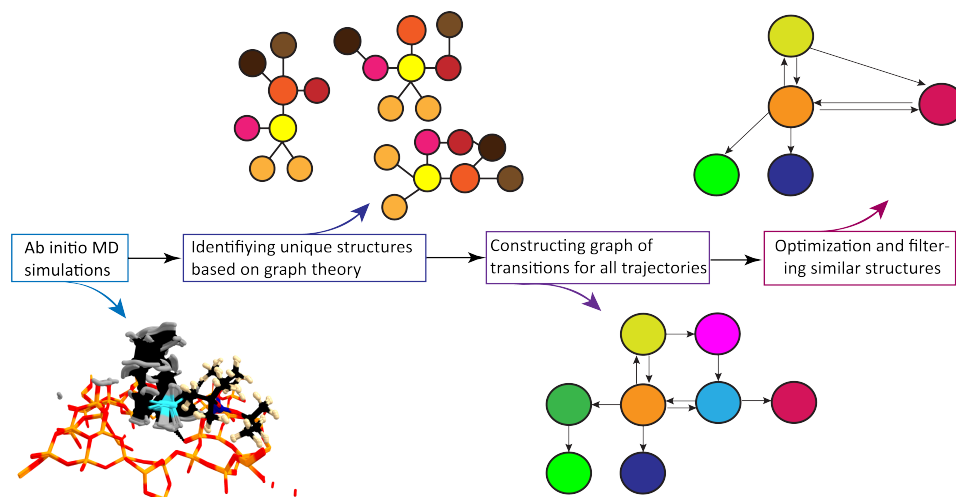 Ab initio MD
simulations
Identifiying unique structures
based on graph theory
Constructing graph of
transitions for all trajectories
Optimization and filter-
ing similar structures